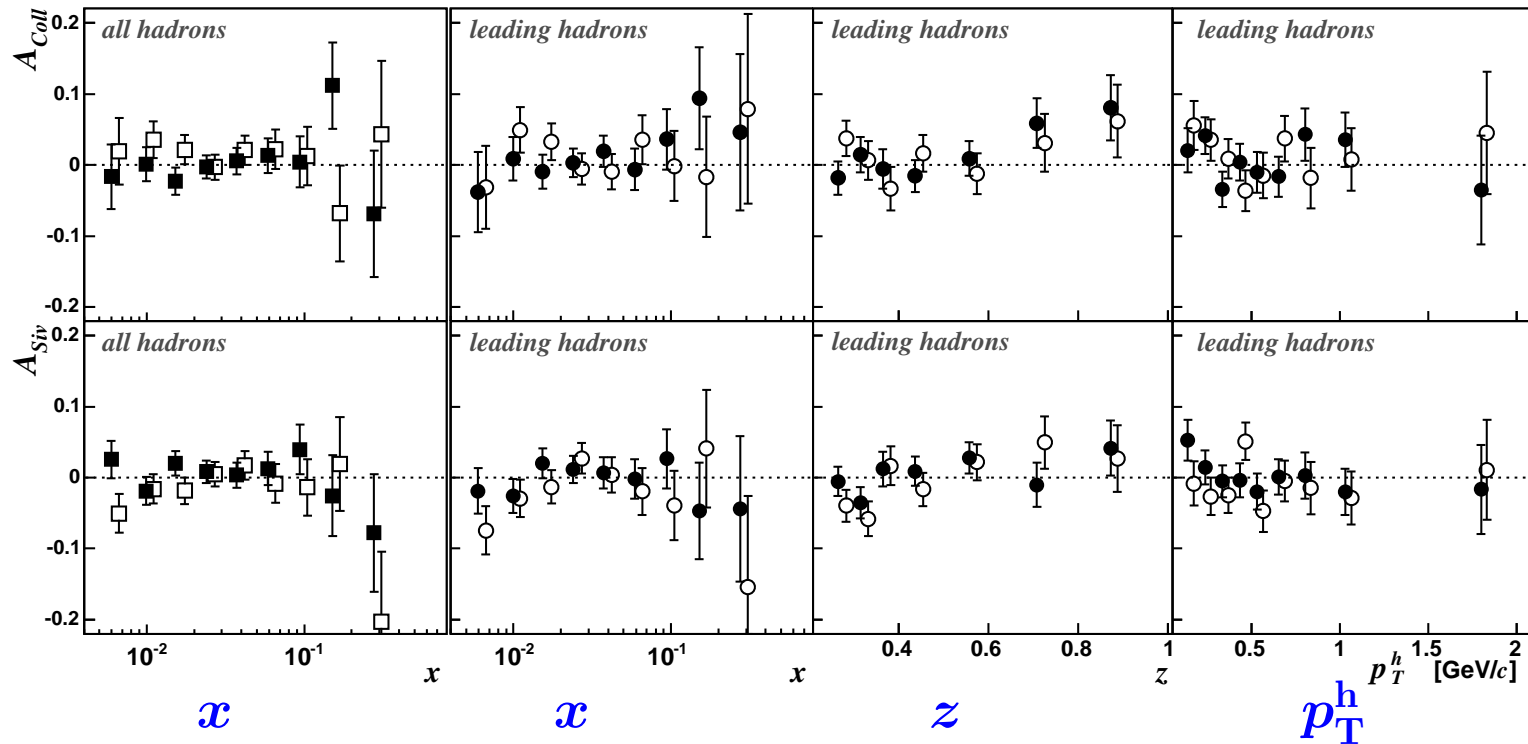 A_Coll
0.2
0.1
0
-0.1
-0.2
all hadrons
leading hadrons
leading hadrons
leading hadrons
A_Siv
0.2
0.1
0
-0.1
-0.2
all hadrons
leading hadrons
leading hadrons
leading hadrons
10^-2 10^-1 x
10^-2 10^-1 x
0.4 0.6 0.8 1 z
0.5 1 1.5 2
p_T^h [GeV/c]
x x z p_T^h